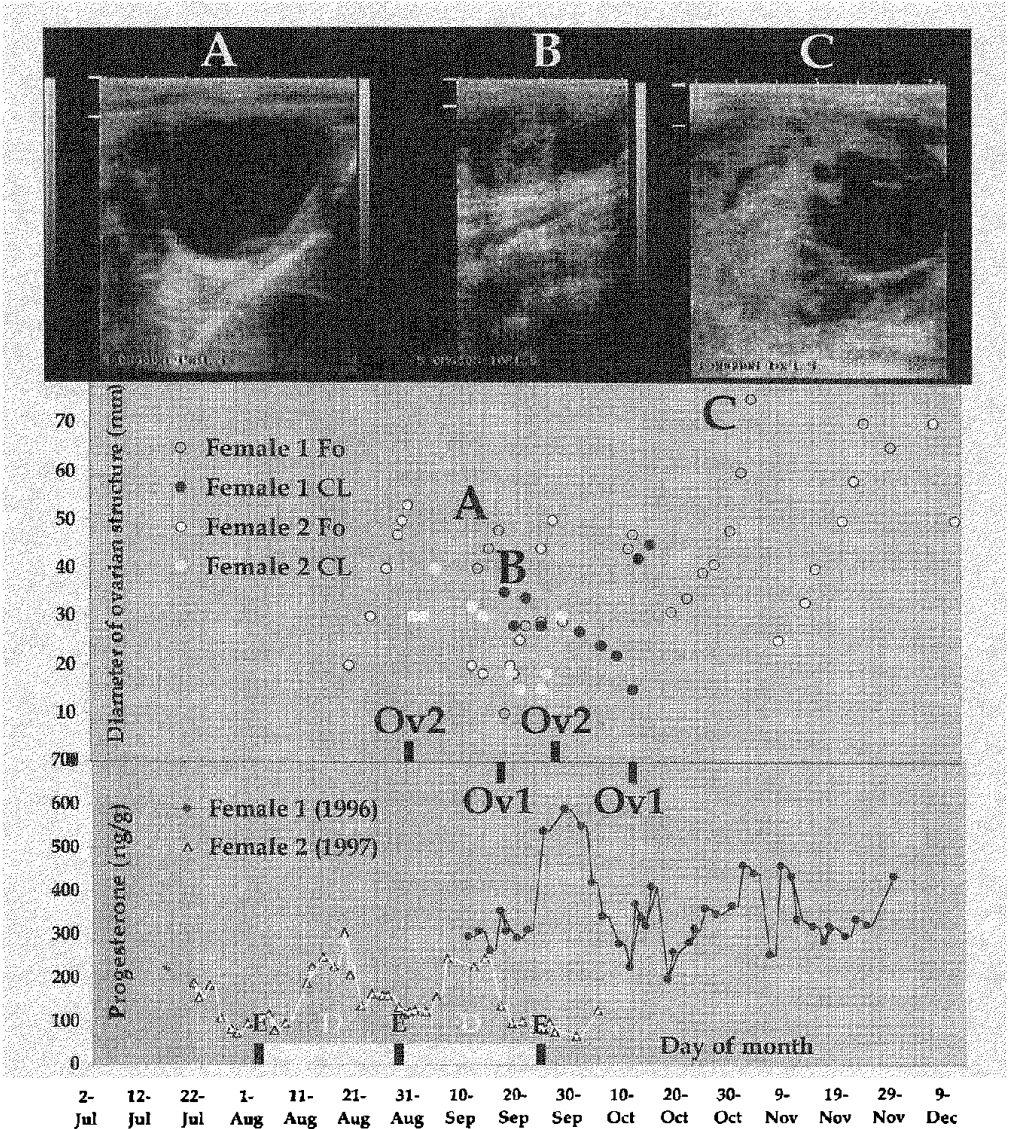 A B C
Diameter of ovarian structure (mm)
70
60
50
40
30
20
10
C
A
B
Female 1 Fo
Female 1 CL
Female 2 Fo
Female 2 CL
Ov2 Ov2
Ov1 Ov1
Progesterone (ng/g)
700
600
500
400
300
200
100
0
Female 1 (1996)
Female 2 (1997)
E D E D E
Day of month
2- 12- 22- 1- 11- 21- 31- 10- 20- 30- 10- 20- 30- 9- 19- 29- 9-
Jul Jul Jul Aug Aug Aug Aug Sep Sep Sep Oct Oct Oct Nov Nov Nov Dec